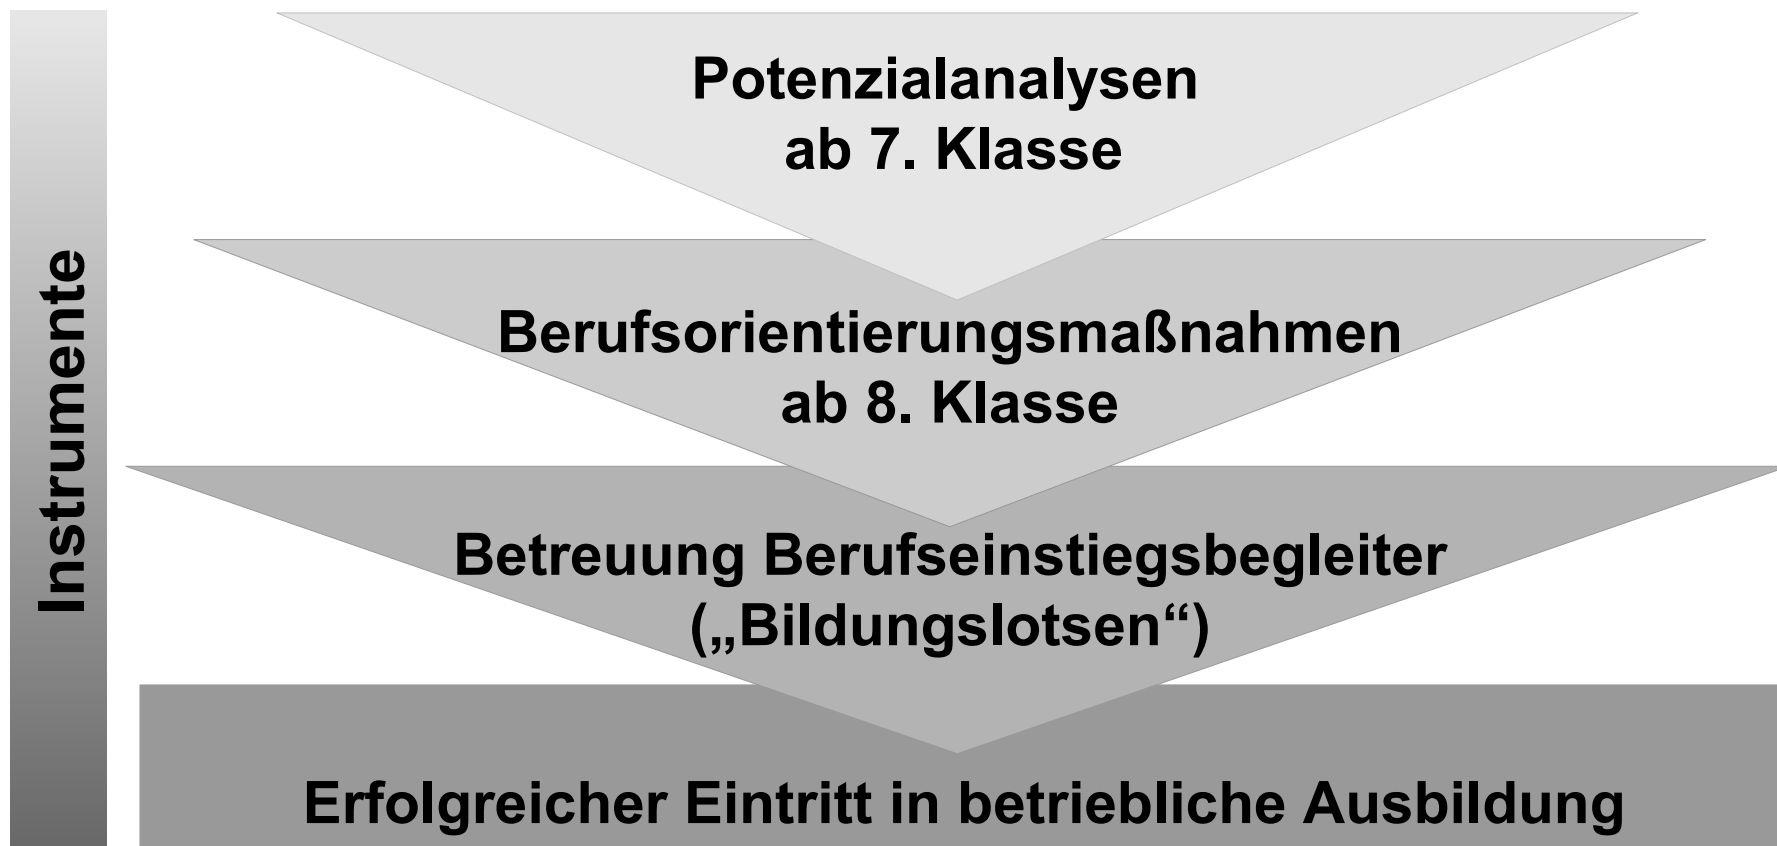 Instrumente
Potenzialanalysen
ab 7. Klasse
Berufsorientierungsmaßnahmen
ab 8. Klasse
Betreuung Berufseinstiegsbegleiter
(„Bildungslotsen“)
Erfolgreicher Eintritt in betriebliche Ausbildung